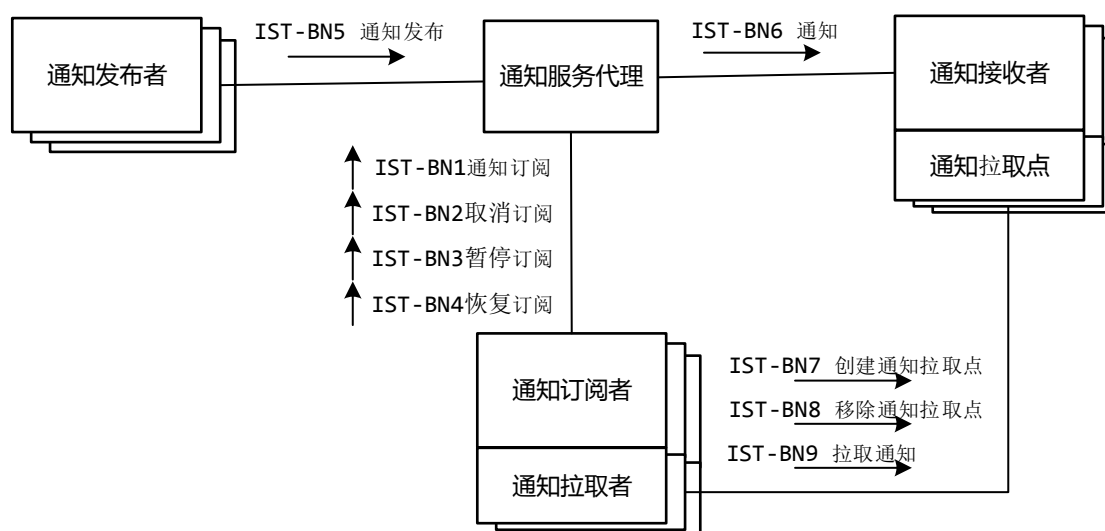 IST-BN5 通知发布
IST-BN6 通知
通知发布者
通知服务代理
通知接收者
通知拉取点
IST-BN1通知订阅
IST-BN2取消订阅
IST-BN3暂停订阅
IST-BN4恢复订阅
通知订阅者
通知拉取者
IST-BN7 创建通知拉取点
IST-BN8 移除通知拉取点
IST-BN9 拉取通知